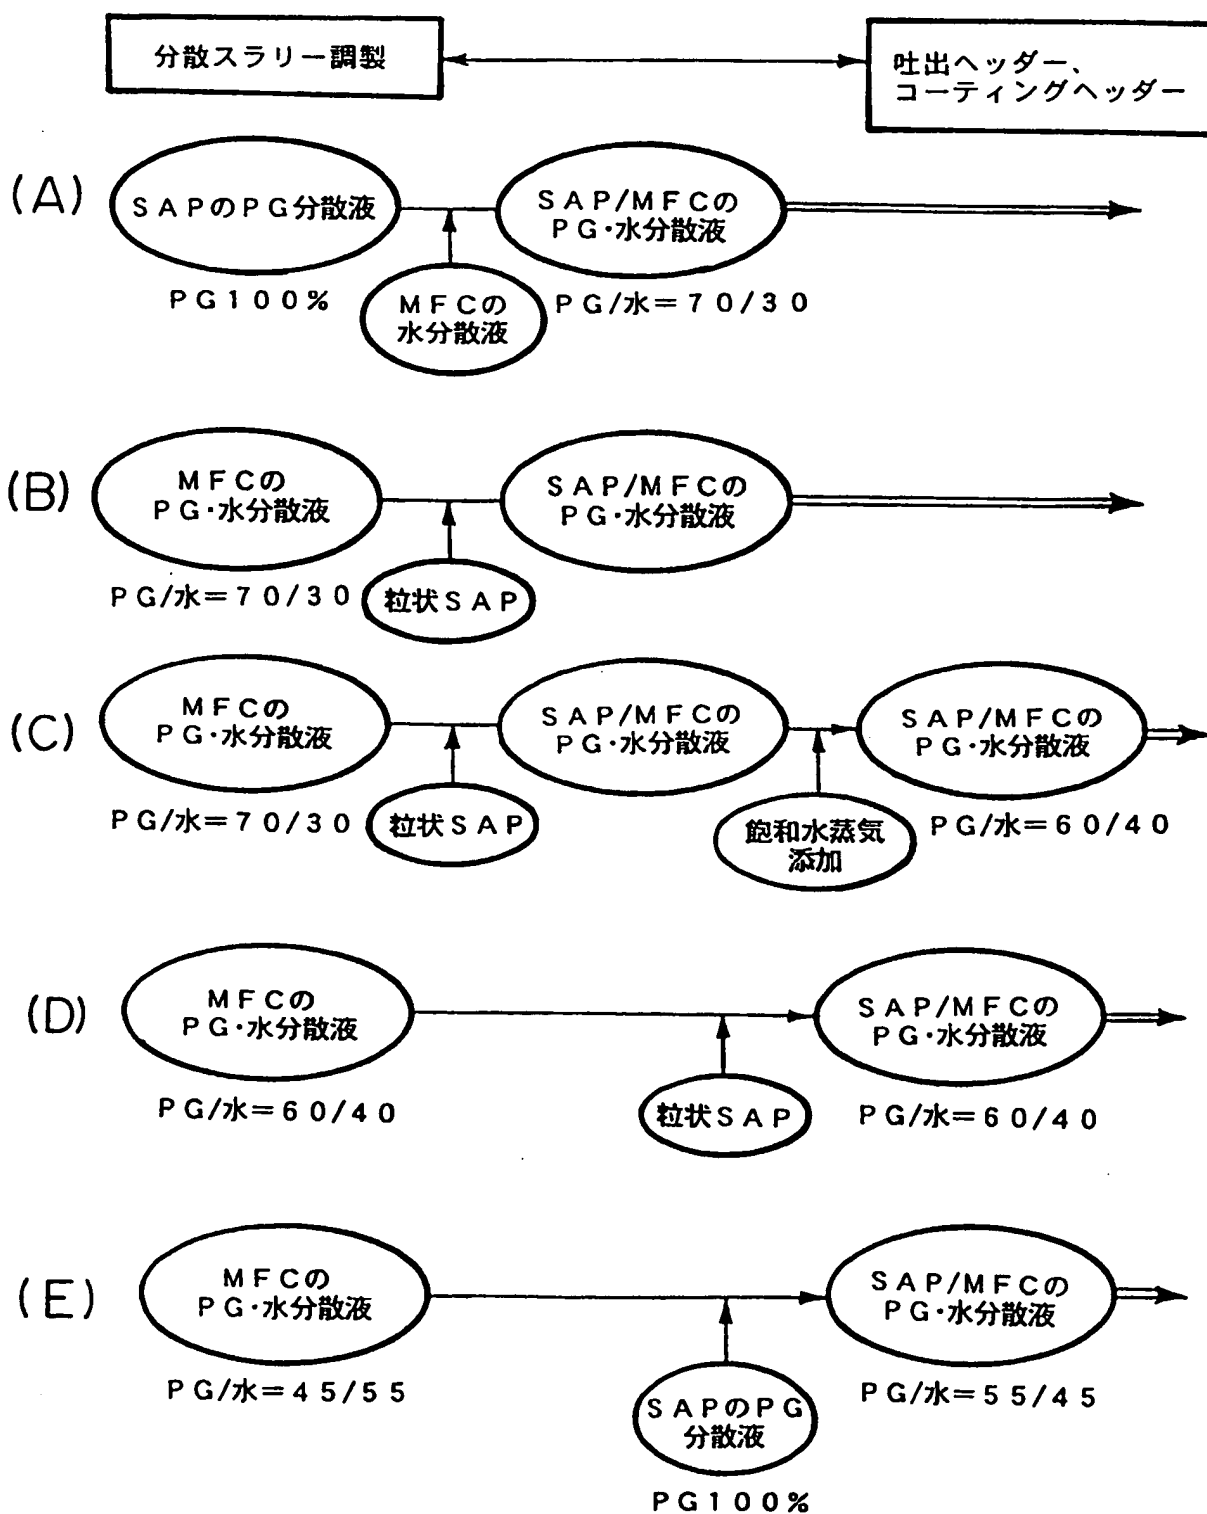 分散スラリー調製
吐出ヘッダー、
コーティングヘッダー
(A)
SAPのPG分散液
SAP/MFCの
PG・水分散液
PG100%
MFCの
水分散液
PG/水=70/30
(B)
MFCの
PG・水分散液
SAP/MFCの
PG・水分散液
PG/水=70/30
粒状SAP
(C)
MFCの
PG・水分散液
SAP/MFCの
PG・水分散液
SAP/MFCの
PG・水分散液
PG/水=70/30
粒状SAP
飽和水蒸気
添加
PG/水=60/40
(D)
MFCの
PG・水分散液
SAP/MFCの
PG・水分散液
PG/水=60/40
粒状SAP
PG/水=60/40
(E)
MFCの
PG・水分散液
SAP/MFCの
PG・水分散液
PG/水=45/55
SAPのPG
分散液
PG/水=55/45
PG100%